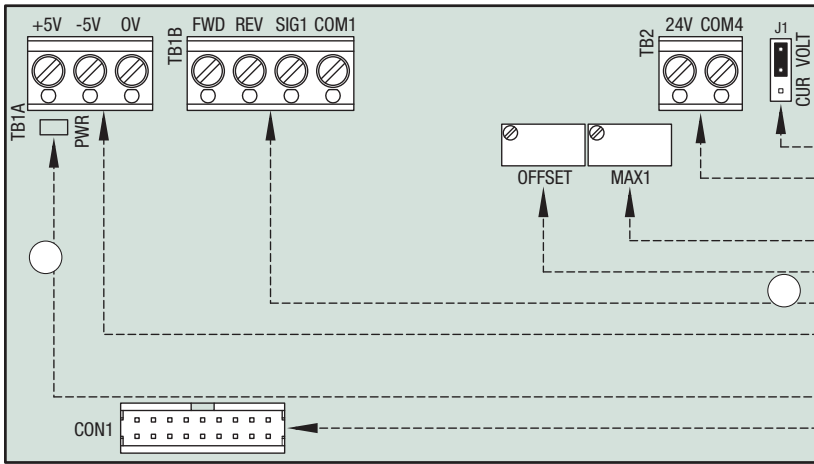 +5V -5V 0V
TB1A
PWR
TB1B
FWD REV SIG1 COM1
TB2
24V COM4
J1
CUR VOLT
OFFSET
MAX1
CON1